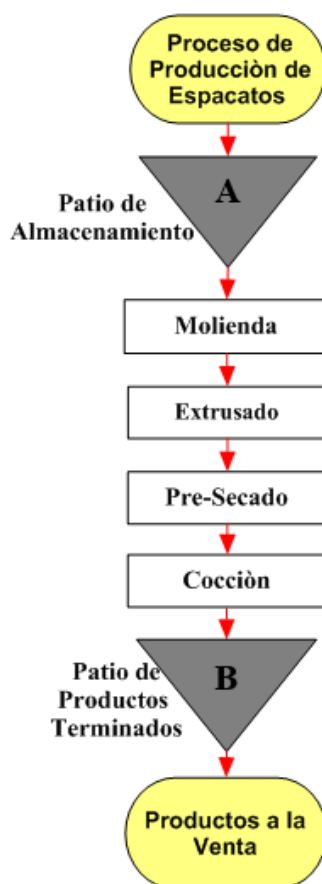 Proceso de
Producciòn de
Espacatos
A
Patio de
Almacenamiento
Molienda
Extrusado
Pre-Secado
Cocciòn
B
Patio de
Productos
Terminados
Productos a la
Venta